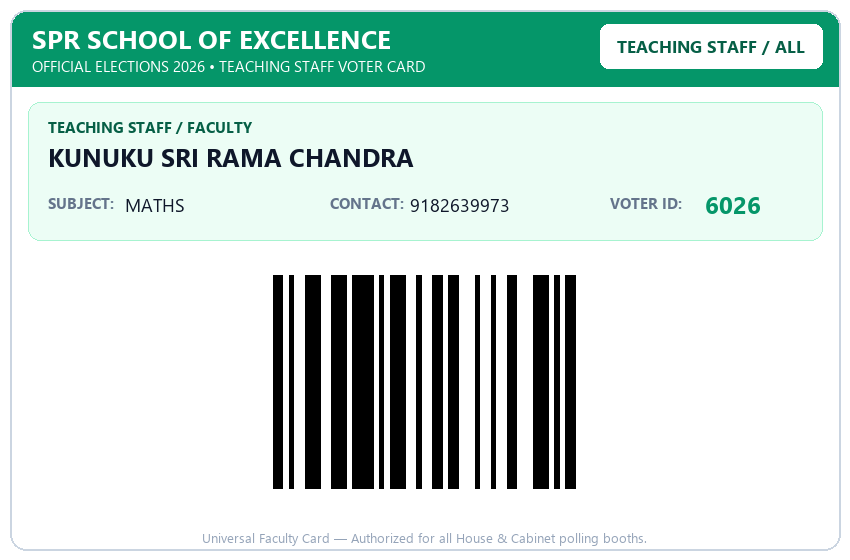 SPR SCHOOL OF EXCELLENCE
OFFICIAL ELECTIONS 2026 • TEACHING STAFF VOTER CARD
TEACHING STAFF / ALL
TEACHING STAFF / FACULTY
KUNUKU SRI RAMA CHANDRA
SUBJECT: MATHS CONTACT: 9182639973 VOTER ID: 6026
Universal Faculty Card — Authorized for all House & Cabinet polling booths.